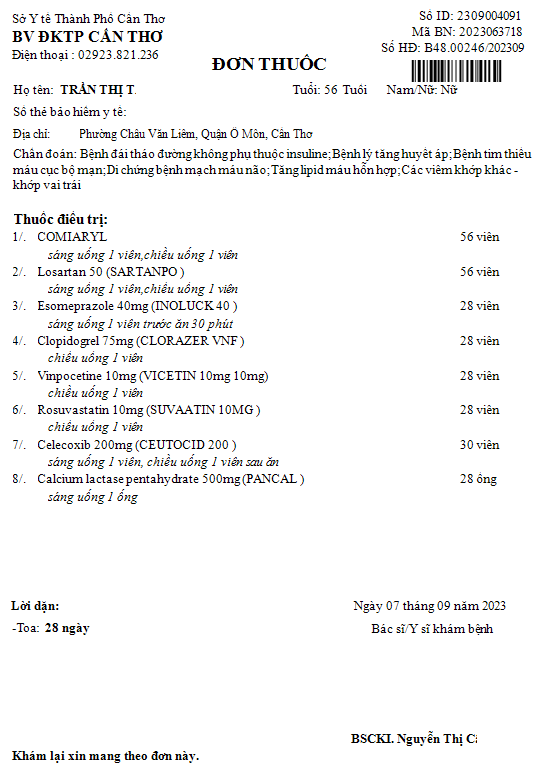 Sở Y tế Thành Phố Cần Thơ
BV ĐKTP CẦN THƠ
Điện thoại : 02923.821.236
Số ID: 2309004091
Mã BN: 2023063718
Số HĐ: B48.00246/202309
ĐƠN THUỐC
Họ tên: TRẦN THỊ T. Tuổi: 56 Tuổi Nam/Nữ: Nữ
Số thẻ bảo hiểm y tế:
Địa chỉ: Phường Châu Văn Liêm, Quận Ô Môn, Cần Thơ
Chẩn đoán: Bệnh đái tháo đường không phụ thuộc insuline;Bệnh lý tăng huyết áp;Bệnh tim thiếu
máu cục bộ mạn;Di chứng bệnh mạch máu não;Tăng lipid máu hỗn hợp;Các viêm khớp khác -
khớp vai trái
Thuốc điều trị:
1/. COMIARYL 56 viên
sáng uống 1 viên,chiều uống 1 viên
2/. Losartan 50 (SARTANPO ) 56 viên
sáng uống 1 viên,chiều uống 1 viên
3/. Esomeprazole 40mg (INOLUCK 40 ) 28 viên
sáng uống 1 viên trước ăn 30 phút
4/. Clopidogrel 75mg (CLORAZER VNF ) 28 viên
chiều uống 1 viên
5/. Vinpocetine 10mg (VICETIN 10mg 10mg) 28 viên
chiều uống 1 viên
6/. Rosuvastatin 10mg (SUVAATIN 10MG ) 28 viên
chiều uống 1 viên
7/. Celecoxib 200mg (CEUTOCID 200 ) 30 viên
sáng uống 1 viên, chiều uống 1 viên sau ăn
8/. Calcium lactase pentahydrate 500mg (PANCAL ) 28 ống
sáng uống 1 ống
Lời dặn:
Ngày 07 tháng 09 năm 2023
-Toa: 28 ngày
Bác sĩ/Y sĩ khám bệnh
BSCKI. Nguyễn Thị
Khám lại xin mang theo đơn này.